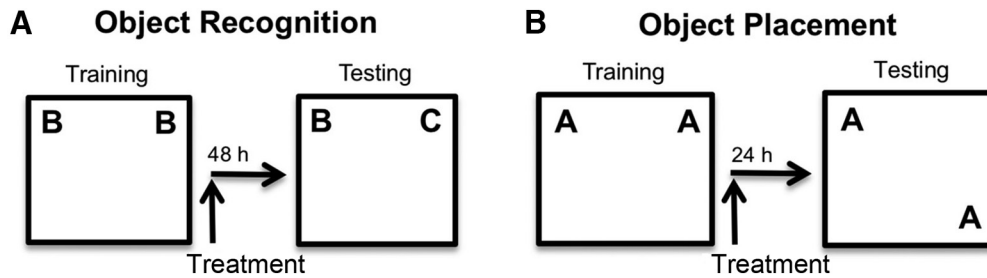 A Object Recognition
Training Testing
B B B C
48 h
Treatment
B Object Placement
Training Testing
A A A
24 h
A
Treatment